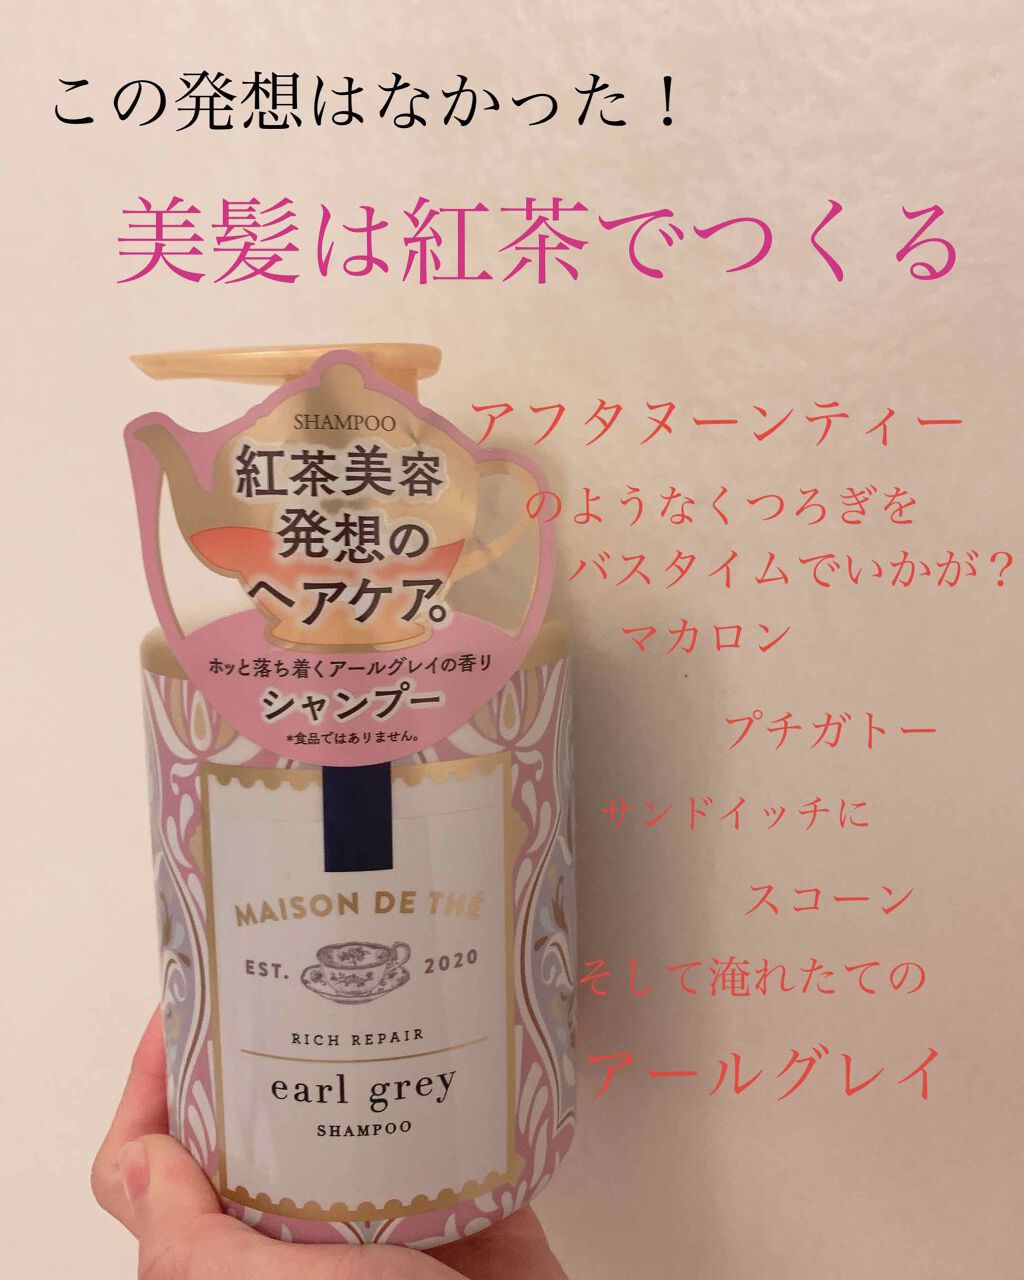 この発想はなかった！
美髪は紅茶でつくる
アフタヌーンティー
のようなくつろぎを
バスタイムでいかが？
マカロン
プチガトー
サンドイッチに
スコーン
そして淹れたての
アールグレイ
SHAMPOO
紅茶美容
発想の
ヘアケア。
ホッと落ち着くアールグレイの香り
シャンプー
*食品ではありません。
MAISON DE THÉ
EST. 2020
RICH REPAIR
earl grey
SHAMPOO